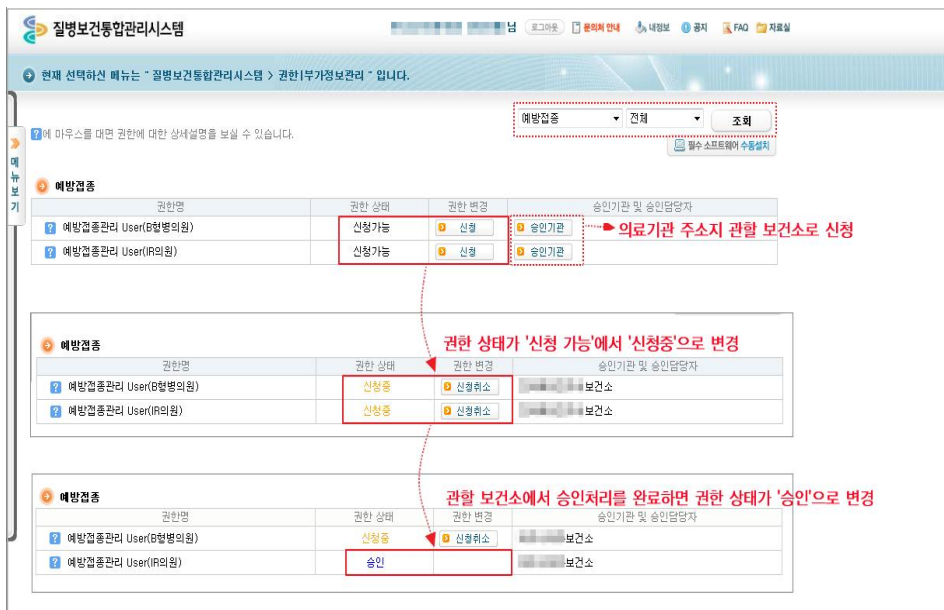 질병보건통합관리시스템
님 로그아웃 문의처 안내 내정보 공지 FAQ 자료실
현재 선택하신 메뉴는 " 질병보건통합관리시스템 > 권한|부가정보관리 " 입니다.
메뉴보기
예방접종 전체 조회
?에 마우스를 대면 권한에 대한 상세설명을 보실 수 있습니다.
필수 소프트웨어 수동설치
예방접종
권한명 권한 상태 권한 변경 승인기관 및 승인담당자
? 예방접종관리 User(B형병의원) 신청가능 신청 승인기관 의료기관 주소지 관할 보건소로 신청
? 예방접종관리 User(IR의원) 신청가능 신청 승인기관
권한 상태가 '신청 가능'에서 '신청중'으로 변경
예방접종
권한명 권한 상태 권한 변경 승인기관 및 승인담당자
? 예방접종관리 User(B형병의원) 신청중 신청취소 보건소
? 예방접종관리 User(IR의원) 신청중 신청취소 보건소
관할 보건소에서 승인처리를 완료하면 권한 상태가 '승인'으로 변경
예방접종
권한명 권한 상태 권한 변경 승인기관 및 승인담당자
? 예방접종관리 User(B형병의원) 신청중 신청취소 보건소
? 예방접종관리 User(IR의원) 승인 보건소